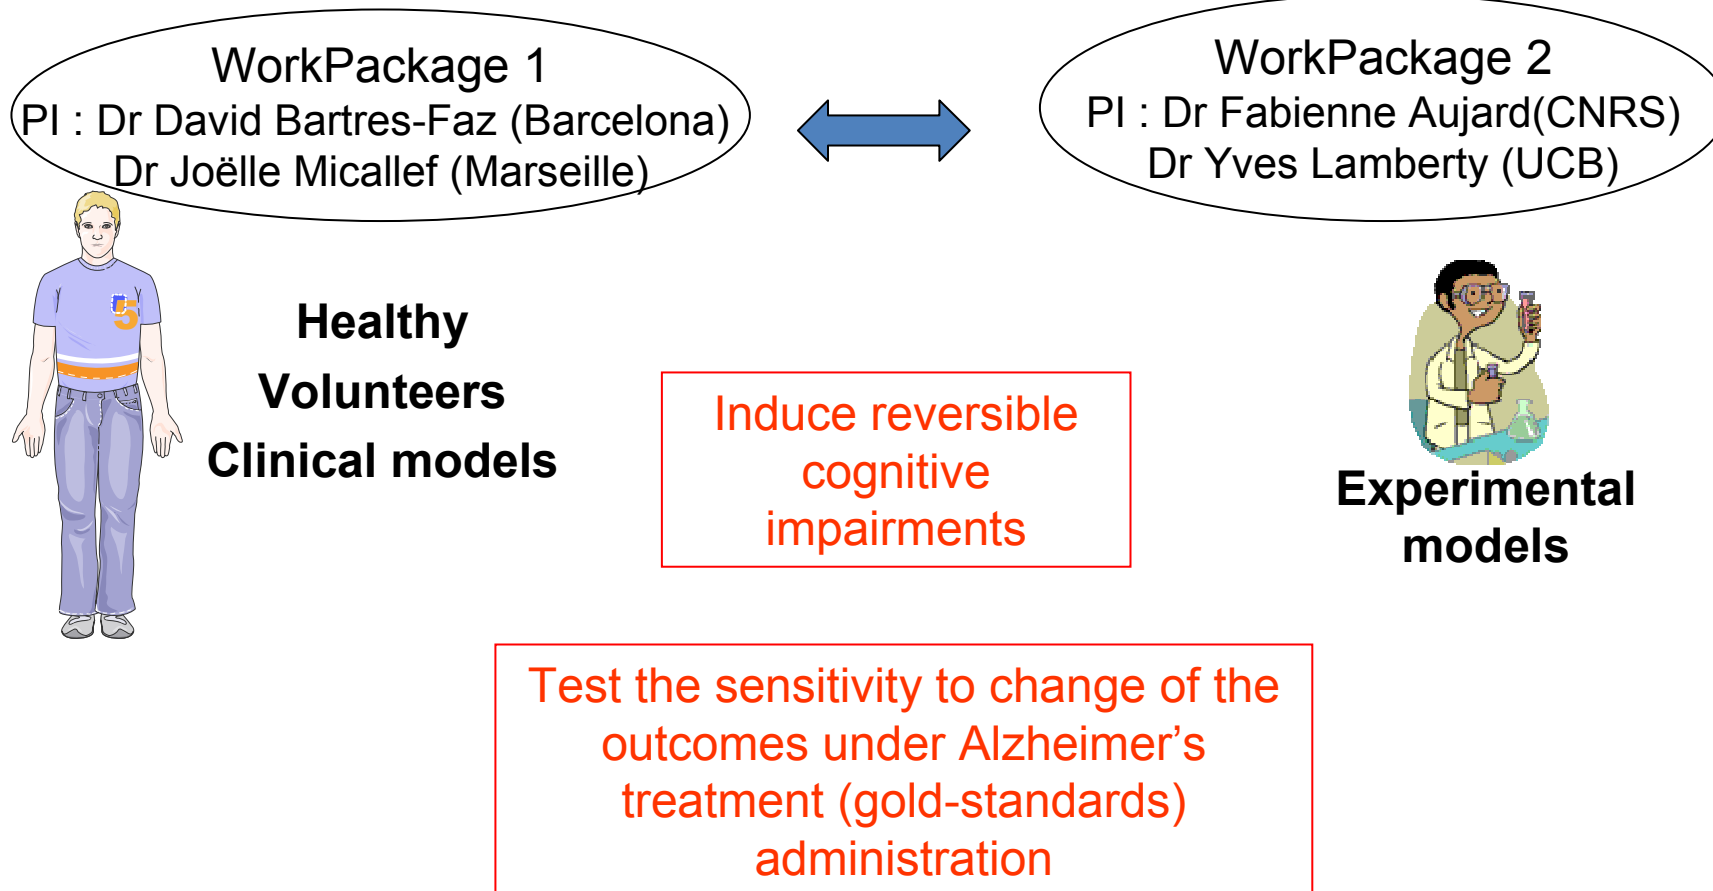 WorkPackage 1
PI : Dr David Bartres-Faz (Barcelona)
Dr Joëlle Micallef (Marseille)
WorkPackage 2
PI : Dr Fabienne Aujard(CNRS)
Dr Yves Lamberty (UCB)
5
Healthy
Volunteers
Clinical models
Induce reversible
cognitive
impairments
Experimental
models
Test the sensitivity to change of the
outcomes under Alzheimer’s
treatment (gold-standards)
administration